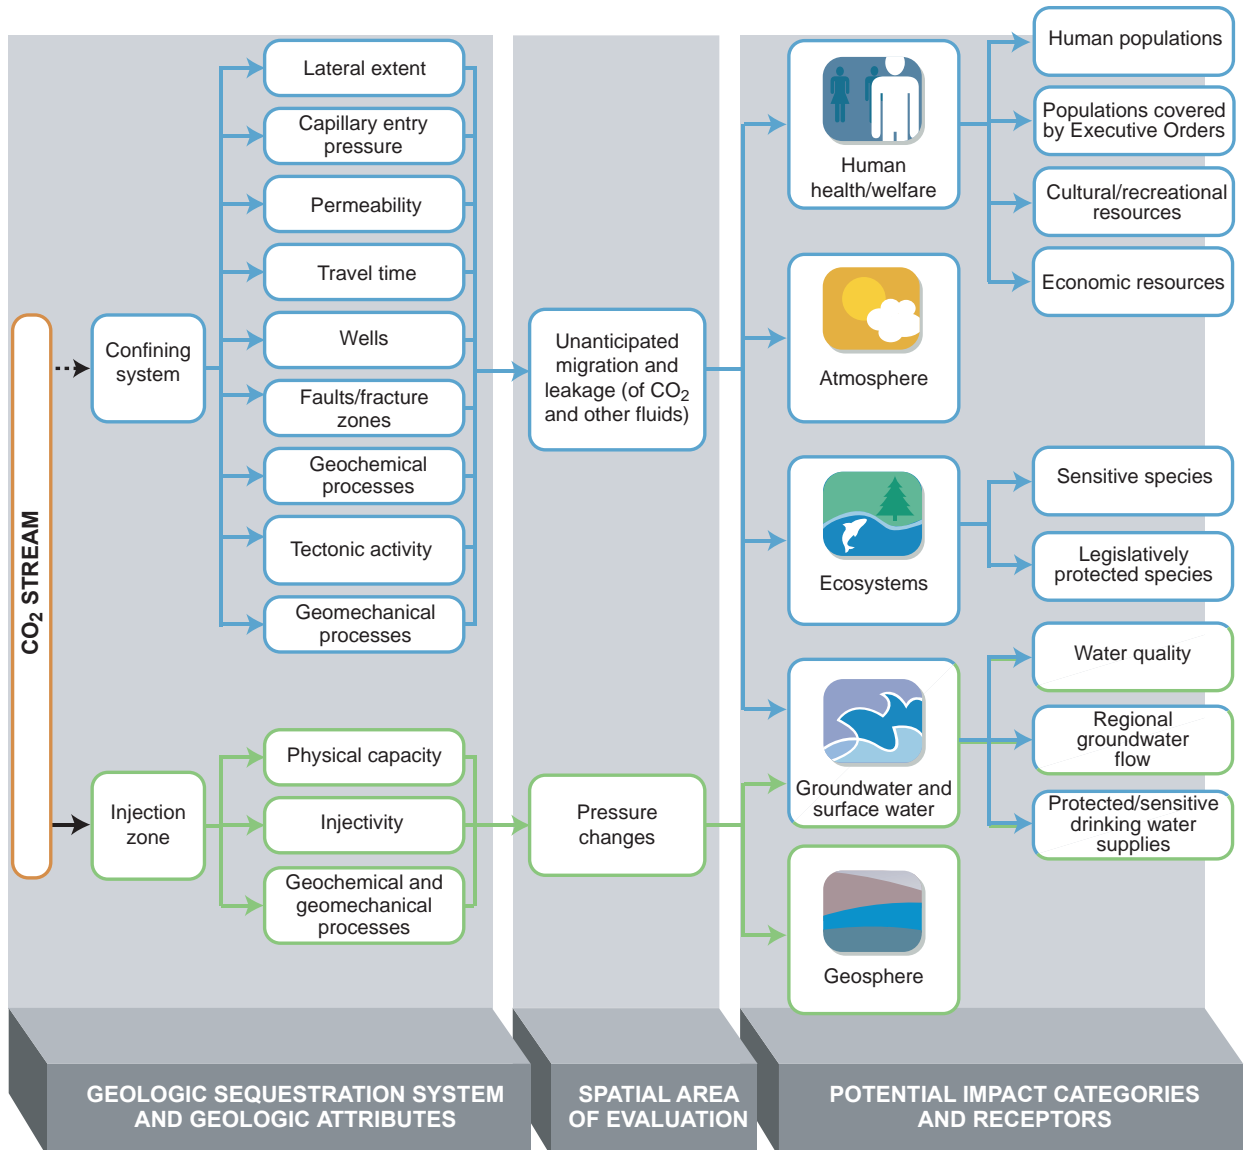 CO2 STREAM
Confining
system
Injection
zone
Lateral extent
Capillary entry
pressure
Permeability
Travel time
Wells
Faults/fracture
zones
Geochemical
processes
Tectonic activity
Geomechanical
processes
Physical capacity
Injectivity
Geochemical and
geomechanical
processes
Unanticipated
migration and
leakage (of CO2
and other fluids)
Pressure
changes
Human
health/welfare
Atmosphere
Ecosystems
Groundwater and
surface water
Geosphere
Human populations
Populations covered
by Executive Orders
Cultural/recreational
resources
Economic resources
Sensitive species
Legislatively
protected species
Water quality
Regional
groundwater
flow
Protected/sensitive
drinking water
supplies
GEOLOGIC SEQUESTRATION SYSTEM
AND GEOLOGIC ATTRIBUTES
SPATIAL AREA
OF EVALUATION
POTENTIAL IMPACT CATEGORIES
AND RECEPTORS